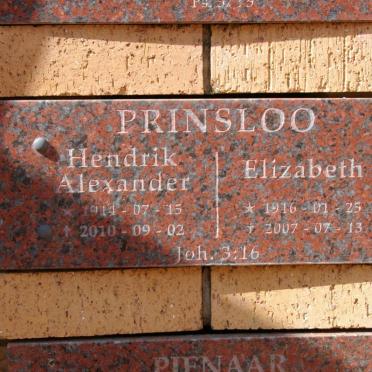 PRINSLOO
Hendrik
Alexander
★ 1914 - 07 - 15
† 2010 - 09 - 02
Elizabeth
★ 1916 - 01 - 25
† 2007 - 07 - 13
Joh. 3:16
PIENAAR